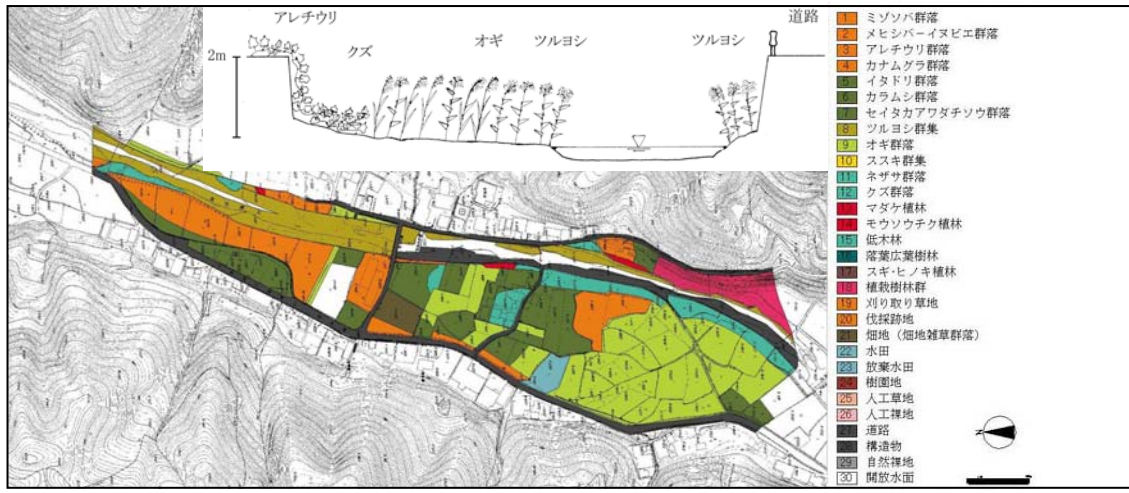 アレチウリ
クズ
オギ
ツルヨシ
ツルヨシ
道路
2m
1 ミゾソバ群落
2 メヒシバ－イヌビエ群落
3 アレチウリ群落
4 カナムグラ群落
5 イタドリ群落
6 カラムシ群落
7 セイタカアワダチソウ群落
8 ツルヨシ群集
9 オギ群落
10 ススキ群集
11 ネザサ群落
12 クズ群落
13 マダケ植林
14 モウソウチク植林
15 低木林
16 落葉広葉樹林
17 スギ・ヒノキ植林
18 植栽樹林群
19 刈り取り草地
20 伐採跡地
21 畑地（畑地雑草群落）
22 水田
23 放棄水田
24 樹園地
25 人工草地
26 人工裸地
27 道路
28 構造物
29 自然裸地
30 開放水面